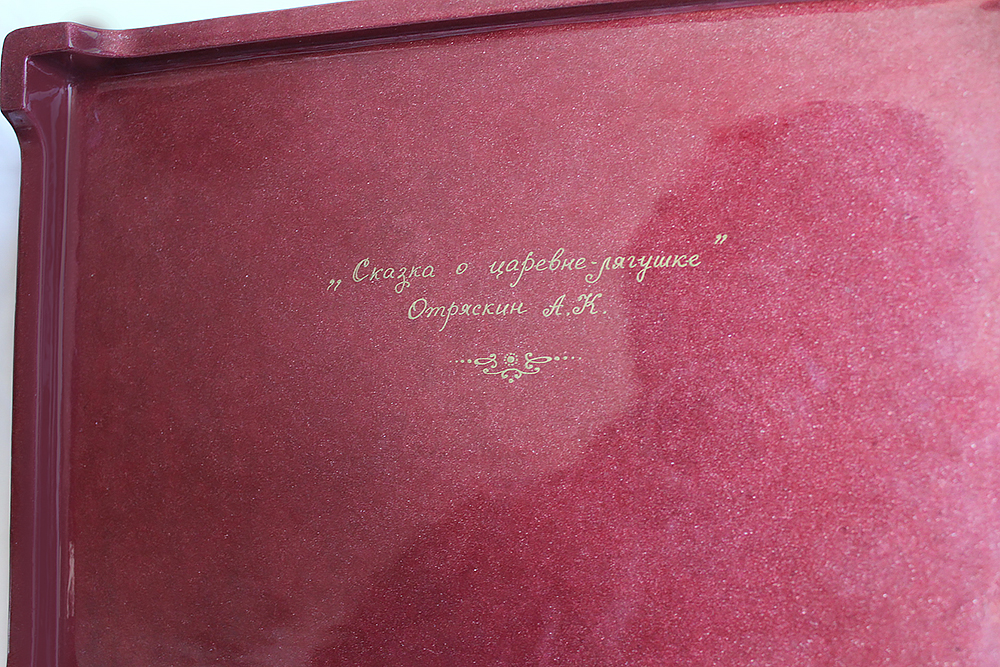 „Сказка о царевне-лягушке”
Отряскин А.К.